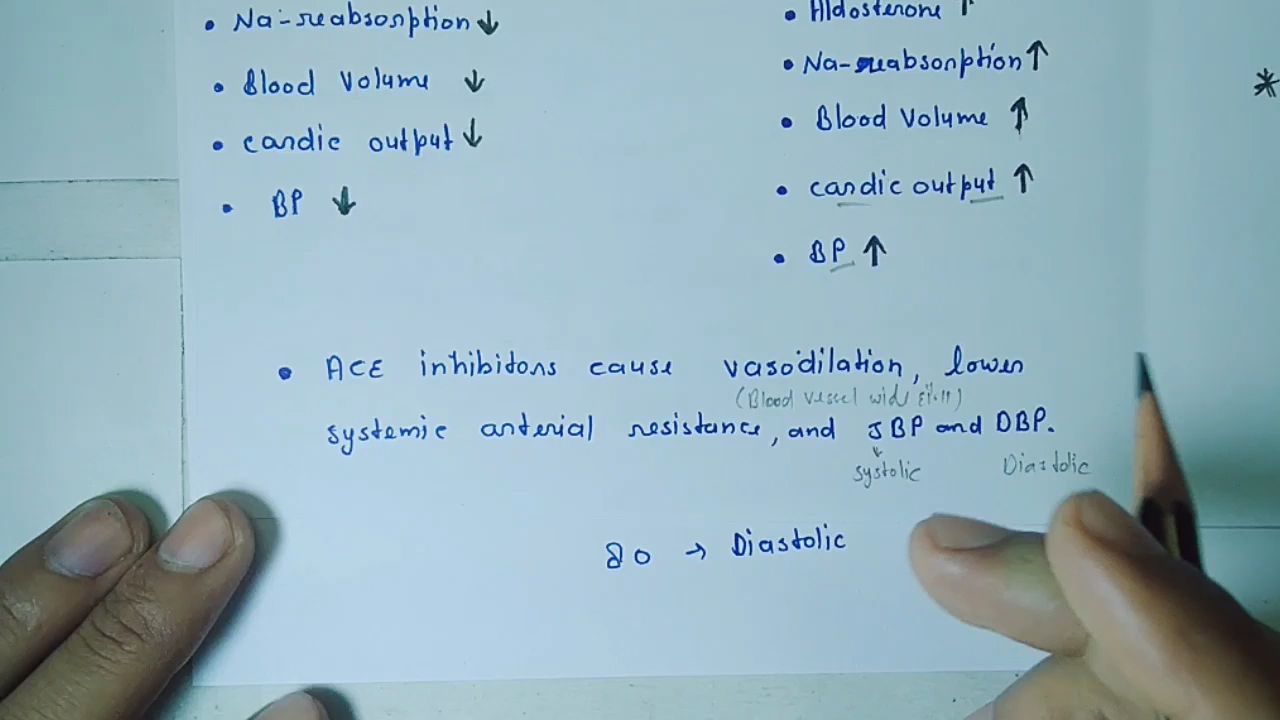 • Na-reabsorption ↓
• Blood Volume ↓
• cardic output ↓
• BP ↓
• Aldosterone ↑
• Na-reabsorption ↑
• Blood Volume ↑
• cardic output ↑
• BP ↑
• ACE inhibitors cause vasodilation, lower
(Blood vessel wide
systemic arterial resistance, and SBP and DBP.
systolic Diastolic
80 → Diastolic
*